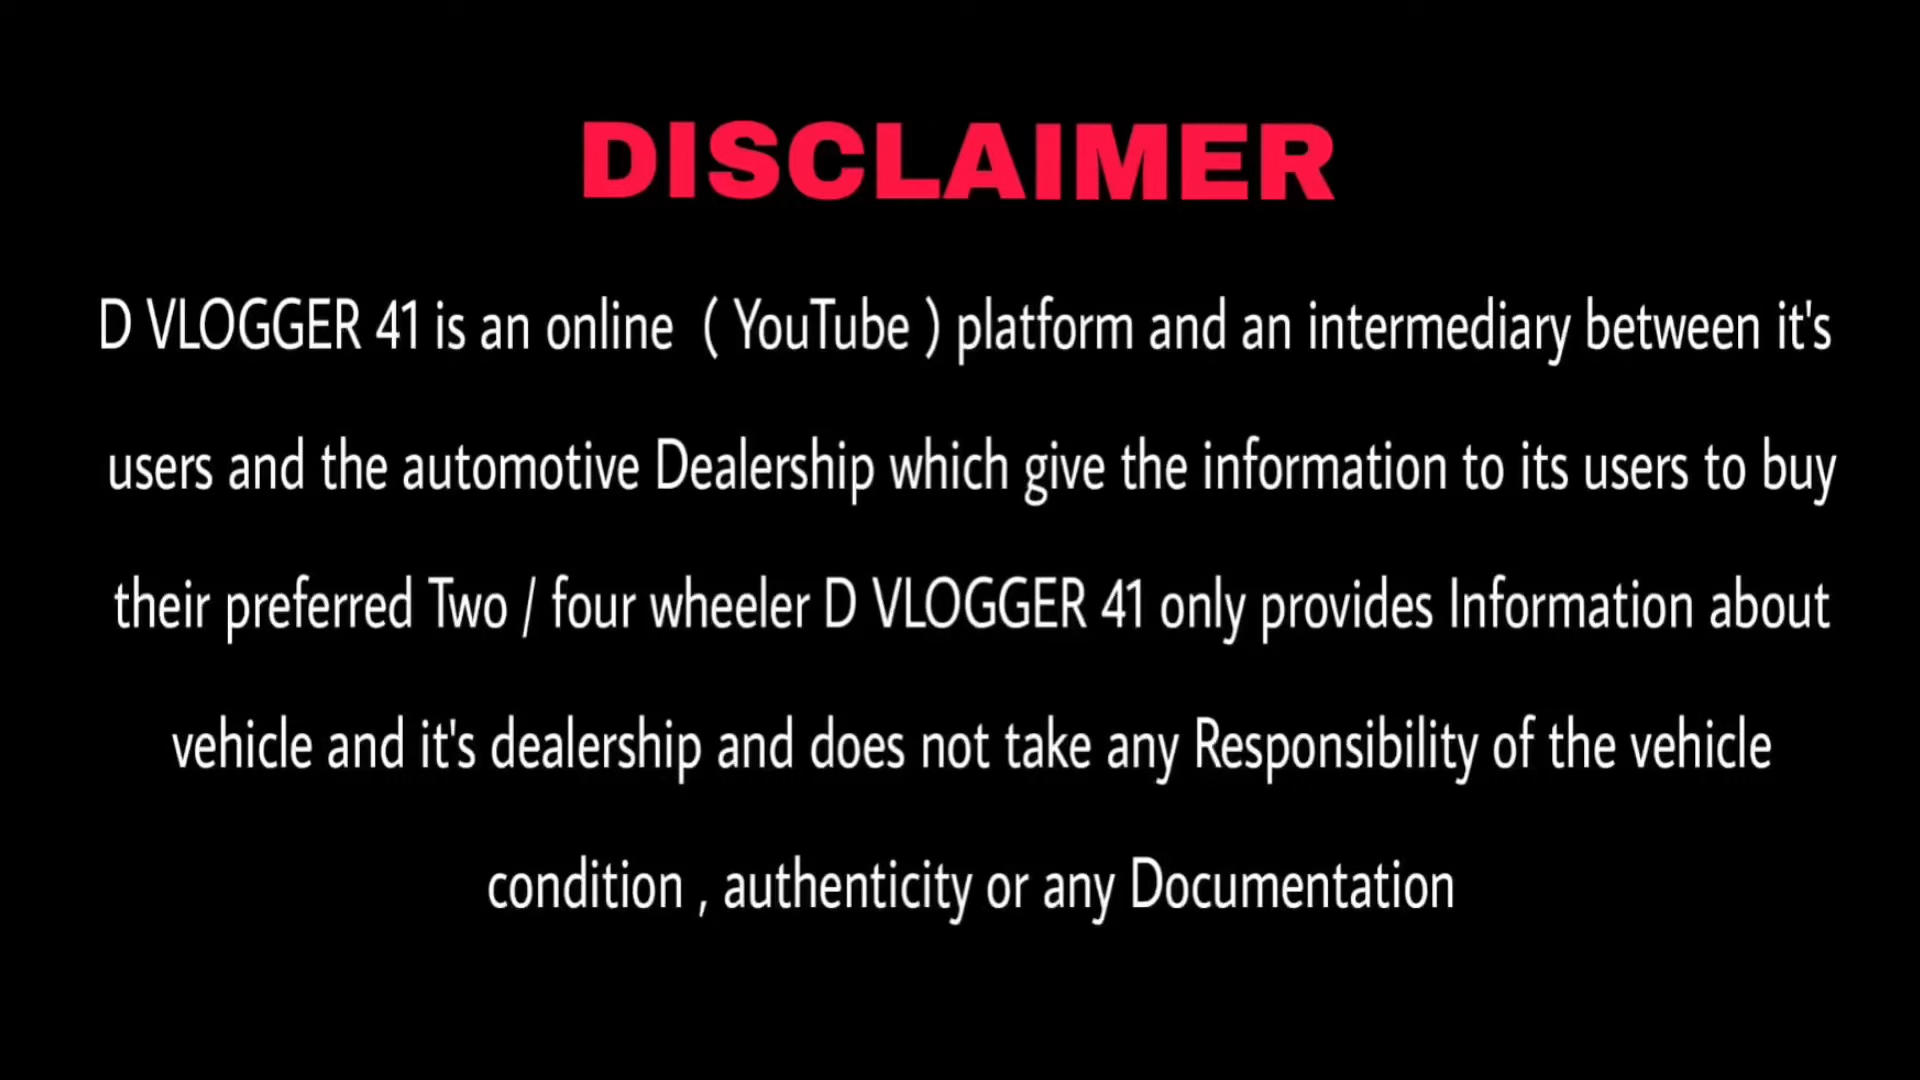 DISCLAIMER
D VLOGGER 41 is an online ( YouTube ) platform and an intermediary between it's
users and the automotive Dealership which give the information to its users to buy
their preferred Two / four wheeler D VLOGGER 41 only provides Information about
vehicle and it's dealership and does not take any Responsibility of the vehicle
condition , authenticity or any Documentation